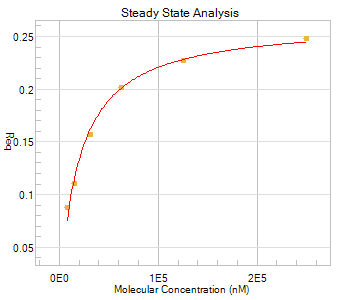 Steady State Analysis
0.25
0.2
0.15
0.1
0.05
Req
0E0
1E5
2E5
Molecular Concentration (nM)